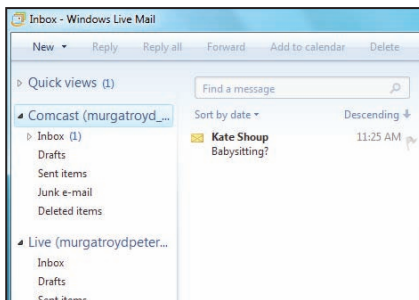 Inbox - Windows Live Mail
New Reply Reply all Forward Add to calendar Delete
Quick views (1)
Comcast (murgatroyd_...
Inbox (1)
Drafts
Sent items
Junk e-mail
Deleted items
Live (murgatroydpeter...
Inbox
Drafts
Sent items
Find a message
Sort by date Descending
Kate Shoup 11:25 AM
Babysitting?